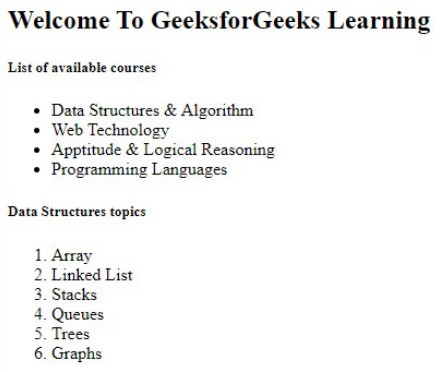 Welcome To GeeksforGeeks Learning
List of available courses
• Data Structures & Algorithm
• Web Technology
• Apptitude & Logical Reasoning
• Programming Languages
Data Structures topics
1. Array
2. Linked List
3. Stacks
4. Queues
5. Trees
6. Graphs